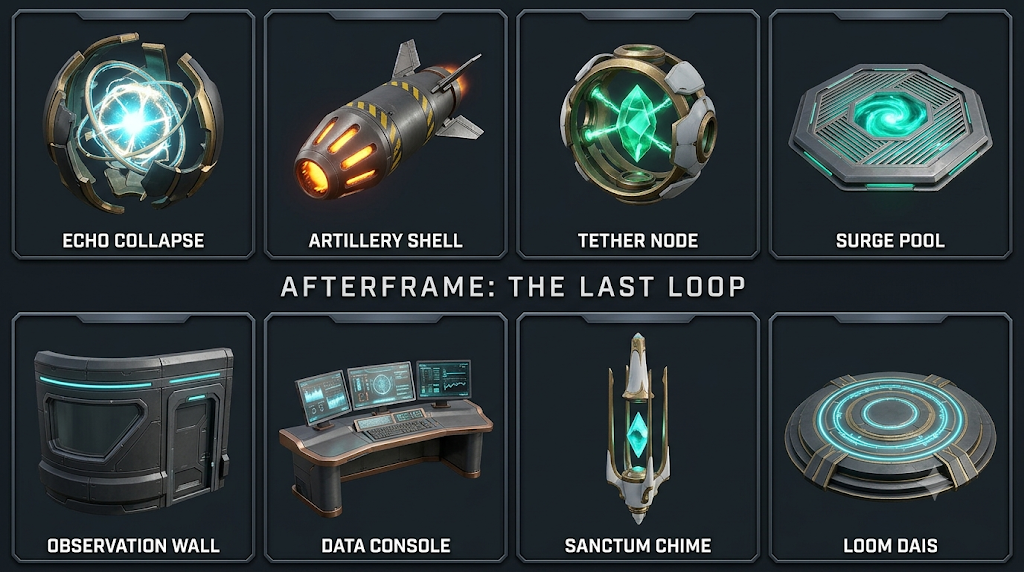 ECHO COLLAPSE
ARTILLERY SHELL
TETHER NODE
SURGE POOL
AFTERFRAME: THE LAST LOOP
OBSERVATION WALL
DATA CONSOLE
SANCTUM CHIME
LOOM DAIS